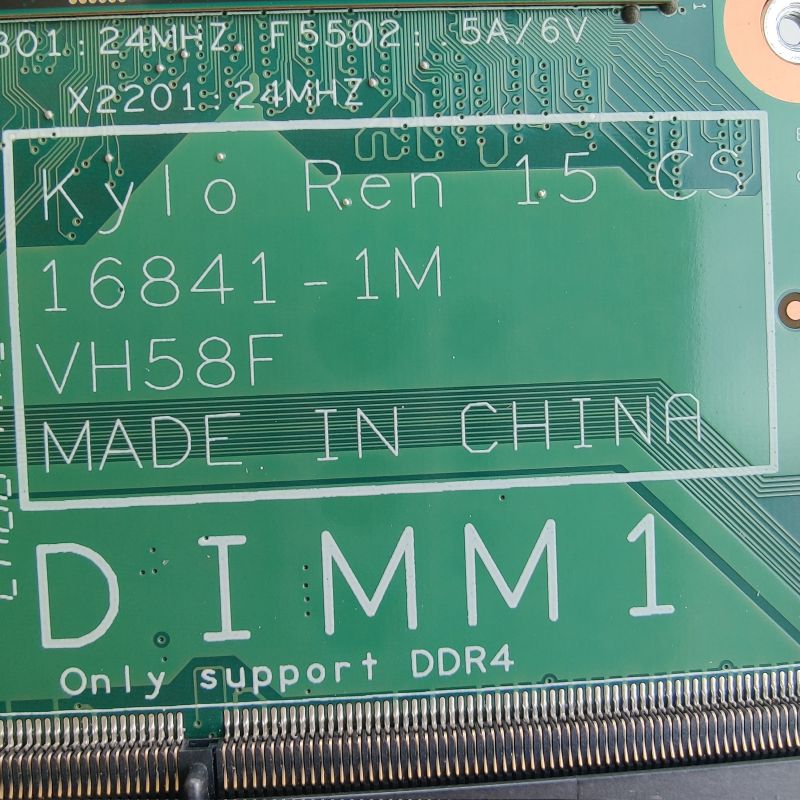 301:24MHZ F5502:.5A/6V
X2201:24MHZ
Kylo Ren 15 CS
16841-1M
VH58F
MADE IN CHINA
DIMM1
Only support DDR4